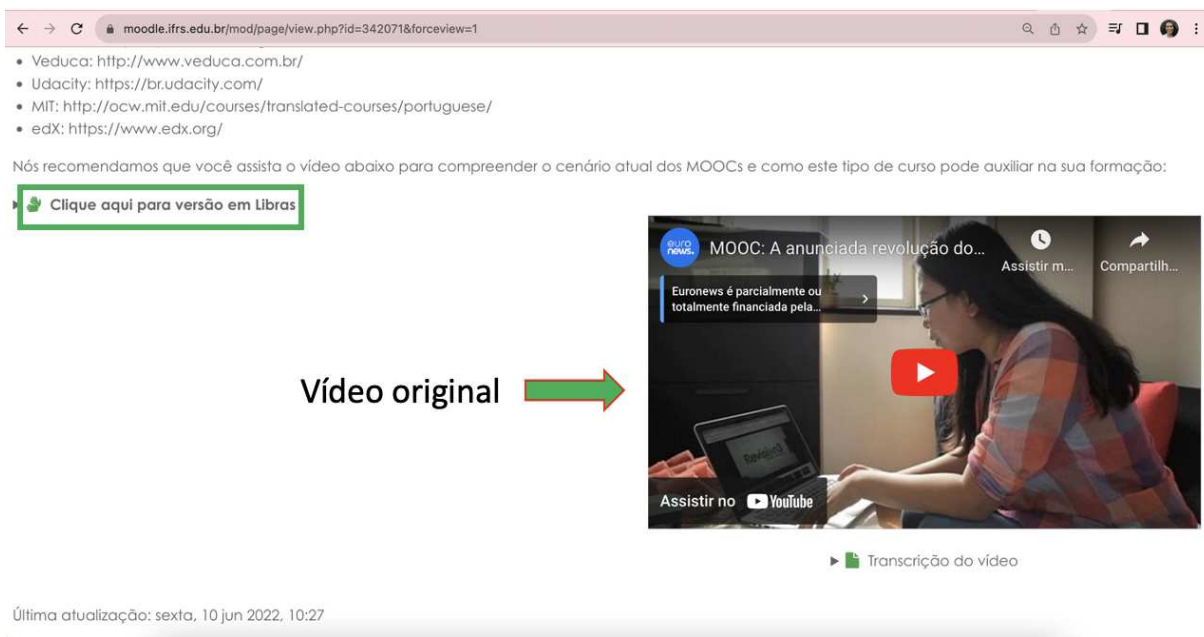 moodle.ifrs.edu.br/mod/page/view.php?id=342071&forceview=1
• Veduca: http://www.veduca.com.br/
• Udacity: https://br.udacity.com/
• MIT: http://ocw.mit.edu/courses/translated-courses/portuguese/
• edX: https://www.edx.org/
Nós recomendamos que você assista o vídeo abaixo para compreender o cenário atual dos MOOCs e como este tipo de curso pode auxiliar na sua formação:
Clique aqui para versão em Libras
euro
news.
MOOC: A anunciada revolução do...
Assistir m...
Compartilh...
Euronews é parcialmente ou
totalmente financiada pela...
Vídeo original
Revision3
Assistir no YouTube
Transcrição do vídeo
Última atualização: sexta, 10 jun 2022, 10:27